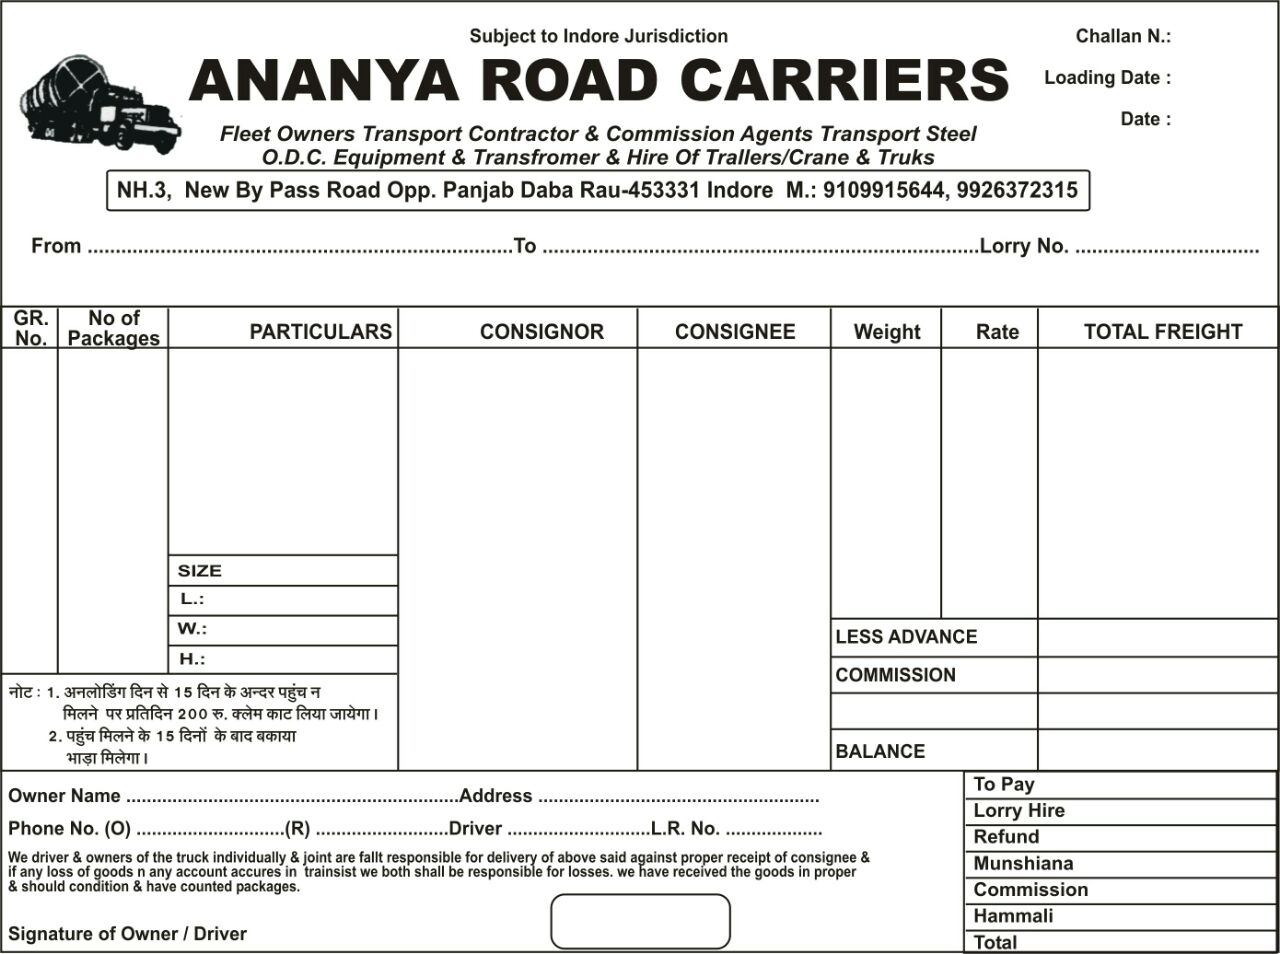 Subject to Indore Jurisdiction
Challan N.:
ANANYA ROAD CARRIERS
Loading Date :
Date :
Fleet Owners Transport Contractor & Commission Agents Transport Steel
O.D.C. Equipment & Transfromer & Hire Of Trallers/Crane & Truks
NH.3, New By Pass Road Opp. Panjab Daba Rau-453331 Indore M.: 9109915644, 9926372315
From ............................................................................To ..............................................................................Lorry No. .................................
GR. No.
No of Packages
PARTICULARS
CONSIGNOR
CONSIGNEE
Weight
Rate
TOTAL FREIGHT
SIZE
L.:
W.:
H.:
LESS ADVANCE
COMMISSION
BALANCE
नोट : 1. अनलोडिंग दिन से 15 दिन के अन्दर पहुंच न
मिलने पर प्रतिदिन 200 रु. क्लेम काट लिया जायेगा।
2. पहुंच मिलने के 15 दिनों के बाद बकाया
भाड़ा मिलेगा।
Owner Name .................................................................Address .......................................................
Phone No. (O) .............................(R) ..........................Driver ............................L.R. No. ...................
We driver & owners of the truck individually & joint are fallt responsible for delivery of above said against proper receipt of consignee &
if any loss of goods n any account accures in trainsist we both shall be responsible for losses. we have received the goods in proper
& should condition & have counted packages.
Signature of Owner / Driver
To Pay
Lorry Hire
Refund
Munshiana
Commission
Hammali
Total